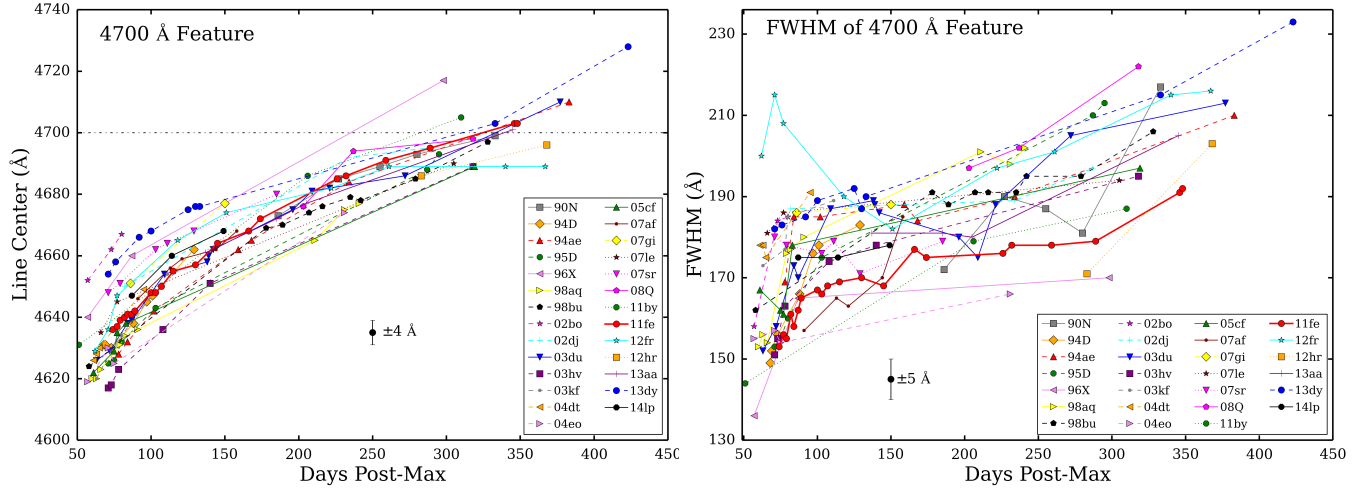 4740
4720
4700
4680
4660
4640
4620
4600
Line Center (Å)
4700 Å Feature
±4 Å
90N
94D
94ae
95D
96X
98aq
98bu
02bo
02dj
03du
03hv
03kf
04dt
04eo
05cf
07af
07gi
07le
07sr
08Q
11by
11fe
12fr
12hr
13aa
13dy
14lp
50 100 150 200 250 300 350 400 450
Days Post-Max
230
210
190
170
150
130
FWHM (Å)
FWHM of 4700 Å Feature
±5 Å
90N
94D
94ae
95D
96X
98aq
98bu
02bo
02dj
03du
03hv
03kf
04dt
04eo
05cf
07af
07gi
07le
07sr
08Q
11by
11fe
12fr
12hr
13aa
13dy
14lp
50 100 150 200 250 300 350 400 450
Days Post-Max